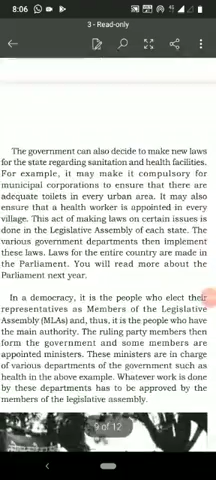 8:06
3 - Read-only
The government can also decide to make new laws
for the state regarding sanitation and health facilities.
For example, it may make it compulsory for
municipal corporations to ensure that there are
adequate toilets in every urban area. It may also
ensure that a health worker is appointed in every
village. This act of making laws on certain issues is
done in the Legislative Assembly of each state. The
various government departments then implement
these laws. Laws for the entire country are made in
the Parliament. You will read more about the
Parliament next year.
In a democracy, it is the people who elect their
representatives as Members of the Legislative
Assembly (MLAs) and, thus, it is the people who have
the main authority. The ruling party members then
form the government and some members are
appointed ministers. These ministers are in charge
of various departments of the government such as
health in the above example. Whatever work is done
by these departments has to be approved by the
members of the legislative assembly.
9 of 12